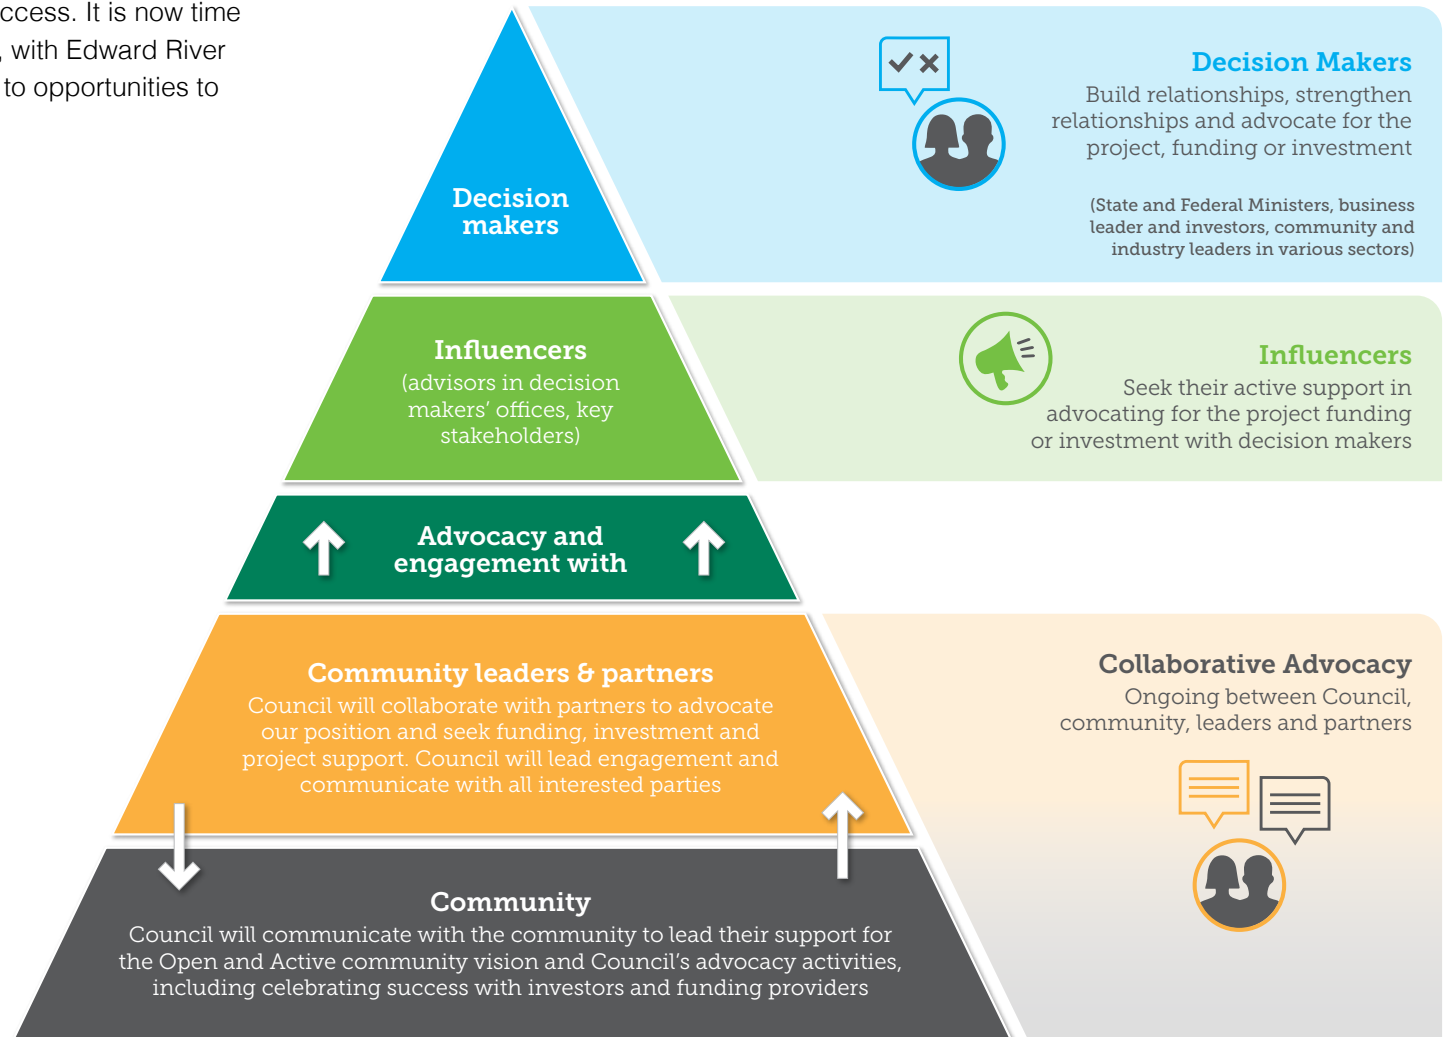 ccess. It is now time
, with Edward River
to opportunities to
Decision
makers
Decision Makers
Build relationships, strengthen
relationships and advocate for the
project, funding or investment
(State and Federal Ministers, business
leader and investors, community and
industry leaders in various sectors)
Influencers
(advisors in decision
makers’ offices, key
stakeholders)
Influencers
Seek their active support in
advocating for the project funding
or investment with decision makers
Advocacy and
engagement with
Community leaders & partners
Council will collaborate with partners to advocate
our position and seek funding, investment and
project support. Council will lead engagement and
communicate with all interested parties
Collaborative Advocacy
Ongoing between Council,
community, leaders and partners
Community
Council will communicate with the community to lead their support for
the Open and Active community vision and Council’s advocacy activities,
including celebrating success with investors and funding providers